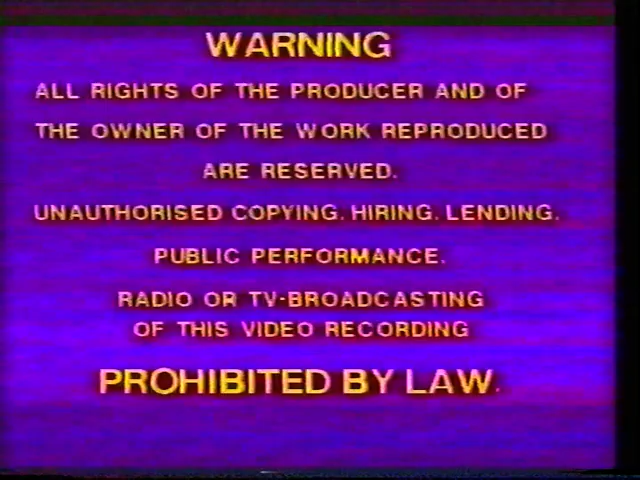 WARNING
ALL RIGHTS OF THE PRODUCER AND OF
THE OWNER OF THE WORK REPRODUCED
ARE RESERVED.
UNAUTHORISED COPYING. HIRING. LENDING.
PUBLIC PERFORMANCE.
RADIO OR TV-BROADCASTING
OF THIS VIDEO RECORDING
PROHIBITED BY LAW.